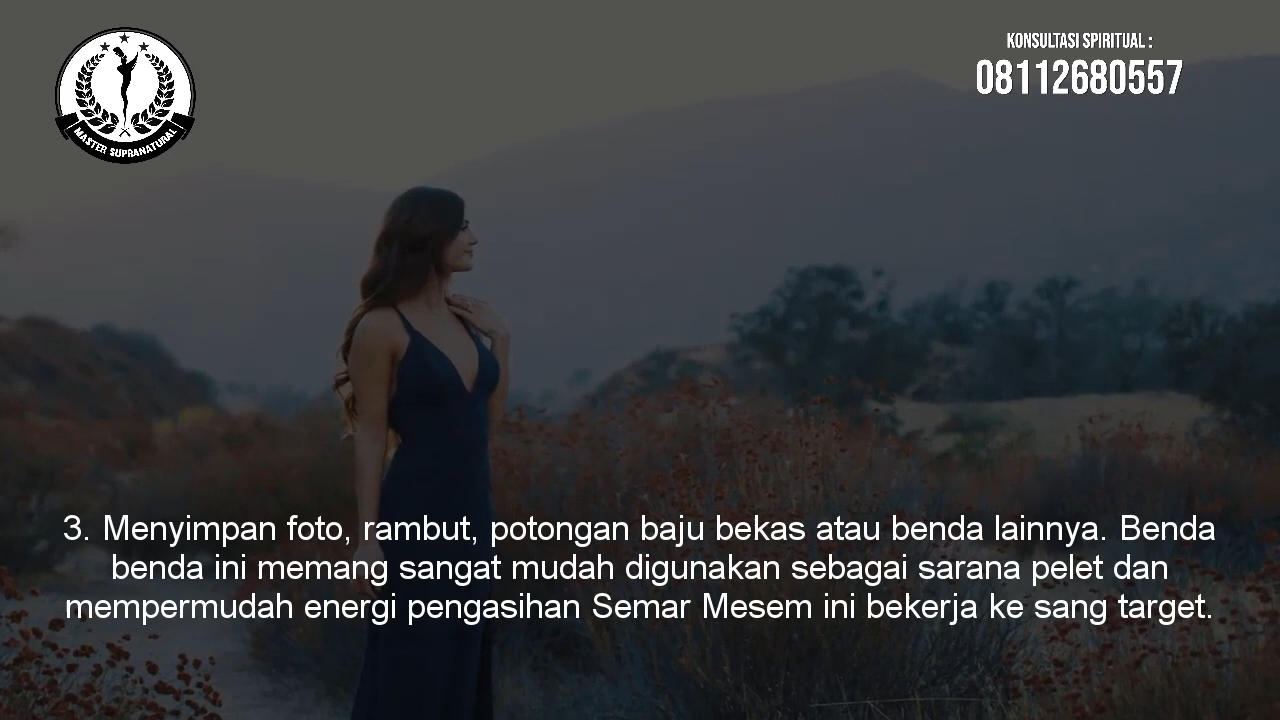 MASTER SUPRANATURAL
KONSULTASI SPIRITUAL :
08112680557
3. Menyimpan foto, rambut, potongan baju bekas atau benda lainnya. Benda
benda ini memang sangat mudah digunakan sebagai sarana pelet dan
mempermudah energi pengasihan Semar Mesem ini bekerja ke sang target.